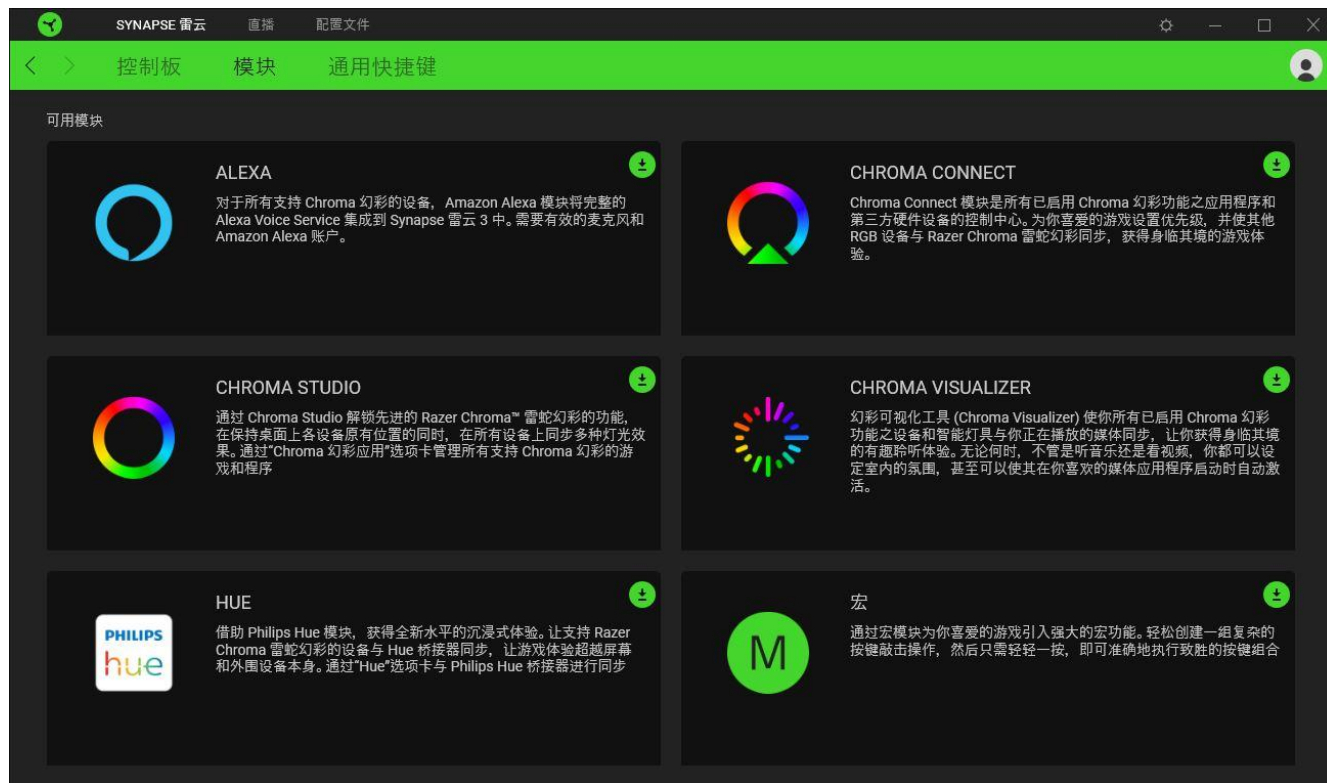 SYNAPSE 雷云 直播 配置文件
控制板 模块 通用快捷键
可用模块
ALEXA
对于所有支持 Chroma 幻彩的设备，Amazon Alexa 模块将完整的
Alexa Voice Service 集成到 Synapse 雷云 3 中。需要有效的麦克风和
Amazon Alexa 账户。
CHROMA CONNECT
Chroma Connect 模块是所有已启用 Chroma 幻彩功能之应用程序和
第三方硬件设备的控制中心。为你喜爱的游戏设置优先级，并使其他
RGB 设备与 Razer Chroma 雷蛇幻彩同步，获得身临其境的游戏体
验。
CHROMA STUDIO
通过 Chroma Studio 解锁先进的 Razer Chroma™ 雷蛇幻彩的功能，
在保持桌面上各设备原有位置的同时，在所有设备上同步多种灯光效
果。通过“Chroma 幻彩应用”选项卡管理所有支持 Chroma 幻彩的游
戏和程序
CHROMA VISUALIZER
幻彩可视化工具 (Chroma Visualizer) 使你所有已启用 Chroma 幻彩
功能之设备和智能灯具与你正在播放的媒体同步，让你获得身临其境
的有趣聆听体验。无论何时，不管是听音乐还是看视频，你都可以设
定室内的氛围，甚至可以使其在你喜欢的媒体应用程序启动时自动激
活。
PHILIPS
hue
HUE
借助 Philips Hue 模块，获得全新水平的沉浸式体验。让支持 Razer
Chroma 雷蛇幻彩的设备与 Hue 桥接器同步，让游戏体验超越屏幕
和外围设备本身。通过“Hue”选项卡与 Philips Hue 桥接器进行同步
M
宏
通过宏模块为你喜爱的游戏引入强大的宏功能。轻松创建一组复杂的
按键敲击操作，然后只需轻轻一按，即可准确地执行致胜的按键组合